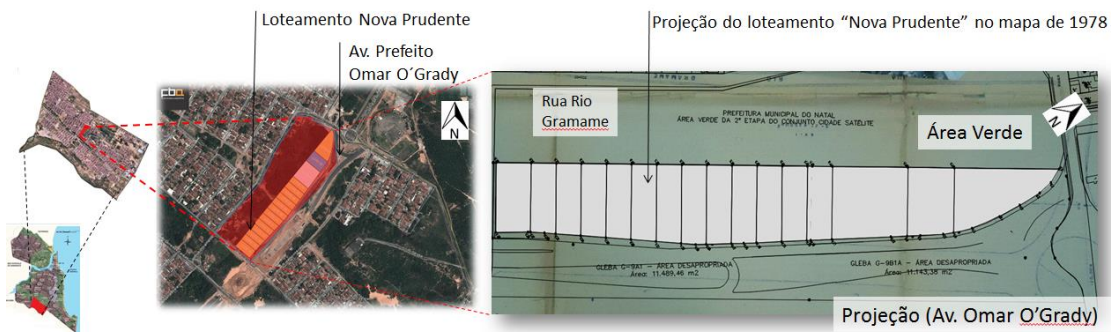 Loteamento Nova Prudente
Av. Prefeito
Omar O´Grady
Projeção do loteamento “Nova Prudente” no mapa de 1978
N
Rua Rio
Gramame
PREFEITURA MUNICIPAL DO NATAL
ÁREA VERDE DA 2ª ETAPA DO CONJUNTO CIDADE SATÉLITE
Área Verde
N
GLEBA G-9A1 - ÁREA DESAPROPRIADA
Área: 11.489,46 m2
GLEBA G-9B1A - ÁREA DESAPROPRIADA
Área: 11.143,38 m2
Projeção (Av. Omar O'Grady)